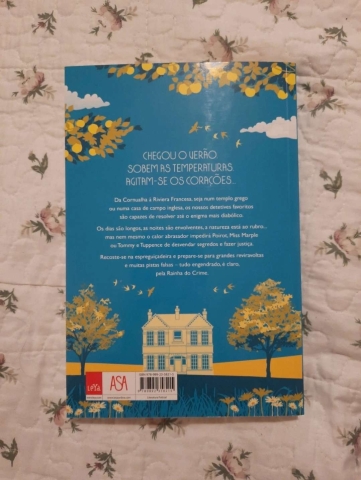 CHEGOU O VERÃO
SOBEM AS TEMPERATURAS
AGITAM-SE OS CORAÇÕES...
Da Cornualha à Riviera Francesa, seja num templo grego
ou numa casa de campo inglesa, os nossos detetives favoritos
são capazes de resolver até o enigma mais diabólico.
Os dias são longos, as noites são envolventes, a natureza está ao rubro...
mas nem mesmo o calor abrasador impedirá Poirot, Miss Marple
ou Tommy e Tuppence de desvendar segredos e fazer justiça.
Recoste-se na espreguiçadeira e prepare-se para grandes reviravoltas
e muitas pistas falsas – tudo engendrado, é claro,
pela Rainha do Crime.
LeYa
ASA